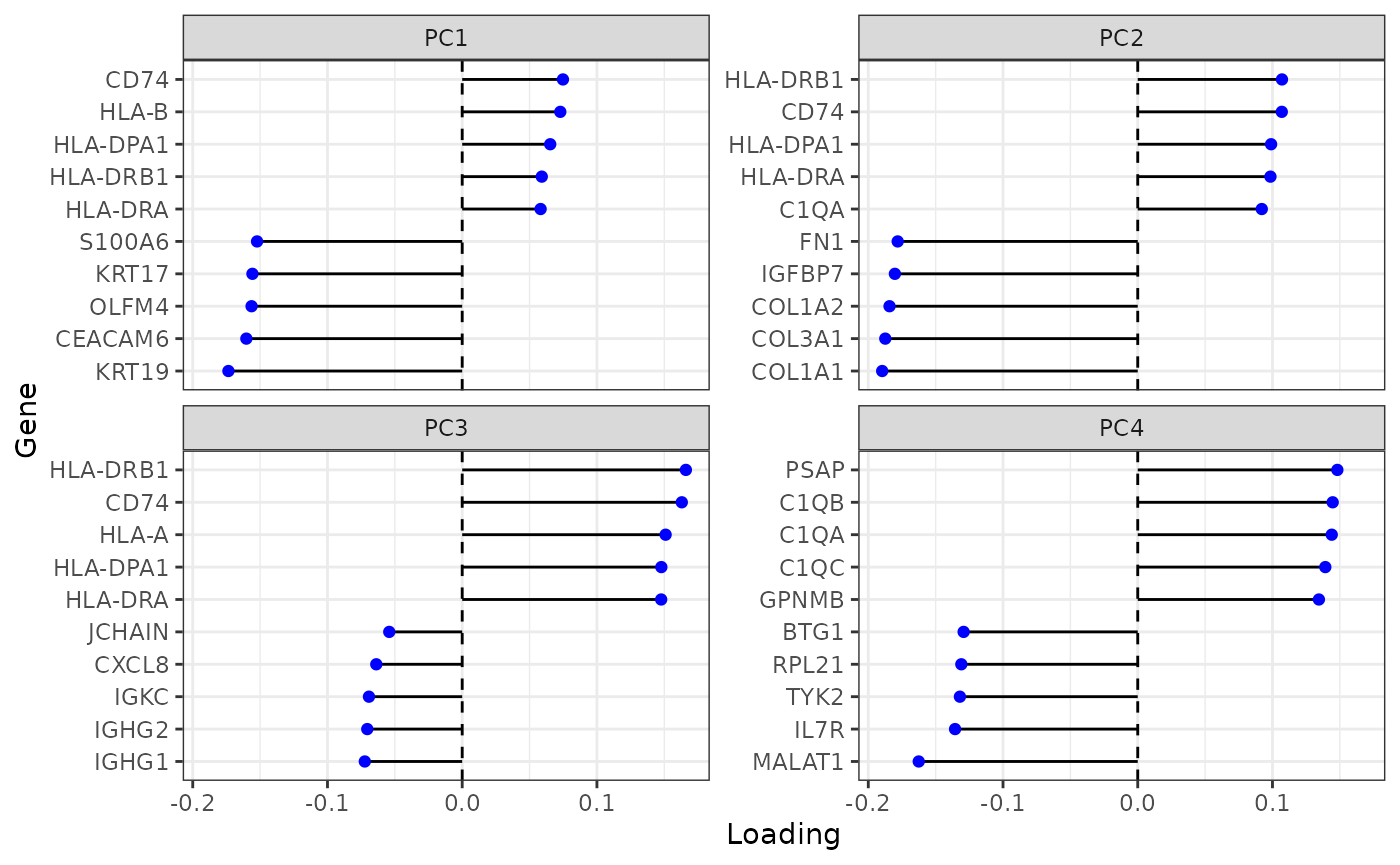 PC1
CD74
HLA-B
HLA-DPA1
HLA-DRB1
HLA-DRA
S100A6
KRT17
OLFM4
CEACAM6
KRT19
PC2
HLA-DRB1
CD74
HLA-DPA1
HLA-DRA
C1QA
FN1
IGFBP7
COL1A2
COL3A1
COL1A1
Gene
PC3
HLA-DRB1
CD74
HLA-A
HLA-DPA1
HLA-DRA
JCHAIN
CXCL8
IGKC
IGHG2
IGHG1
-0.2 -0.1 0.0 0.1
PC4
PSAP
C1QB
C1QA
C1QC
GPNMB
BTG1
RPL21
TYK2
IL7R
MALAT1
-0.2 -0.1 0.0 0.1
Loading